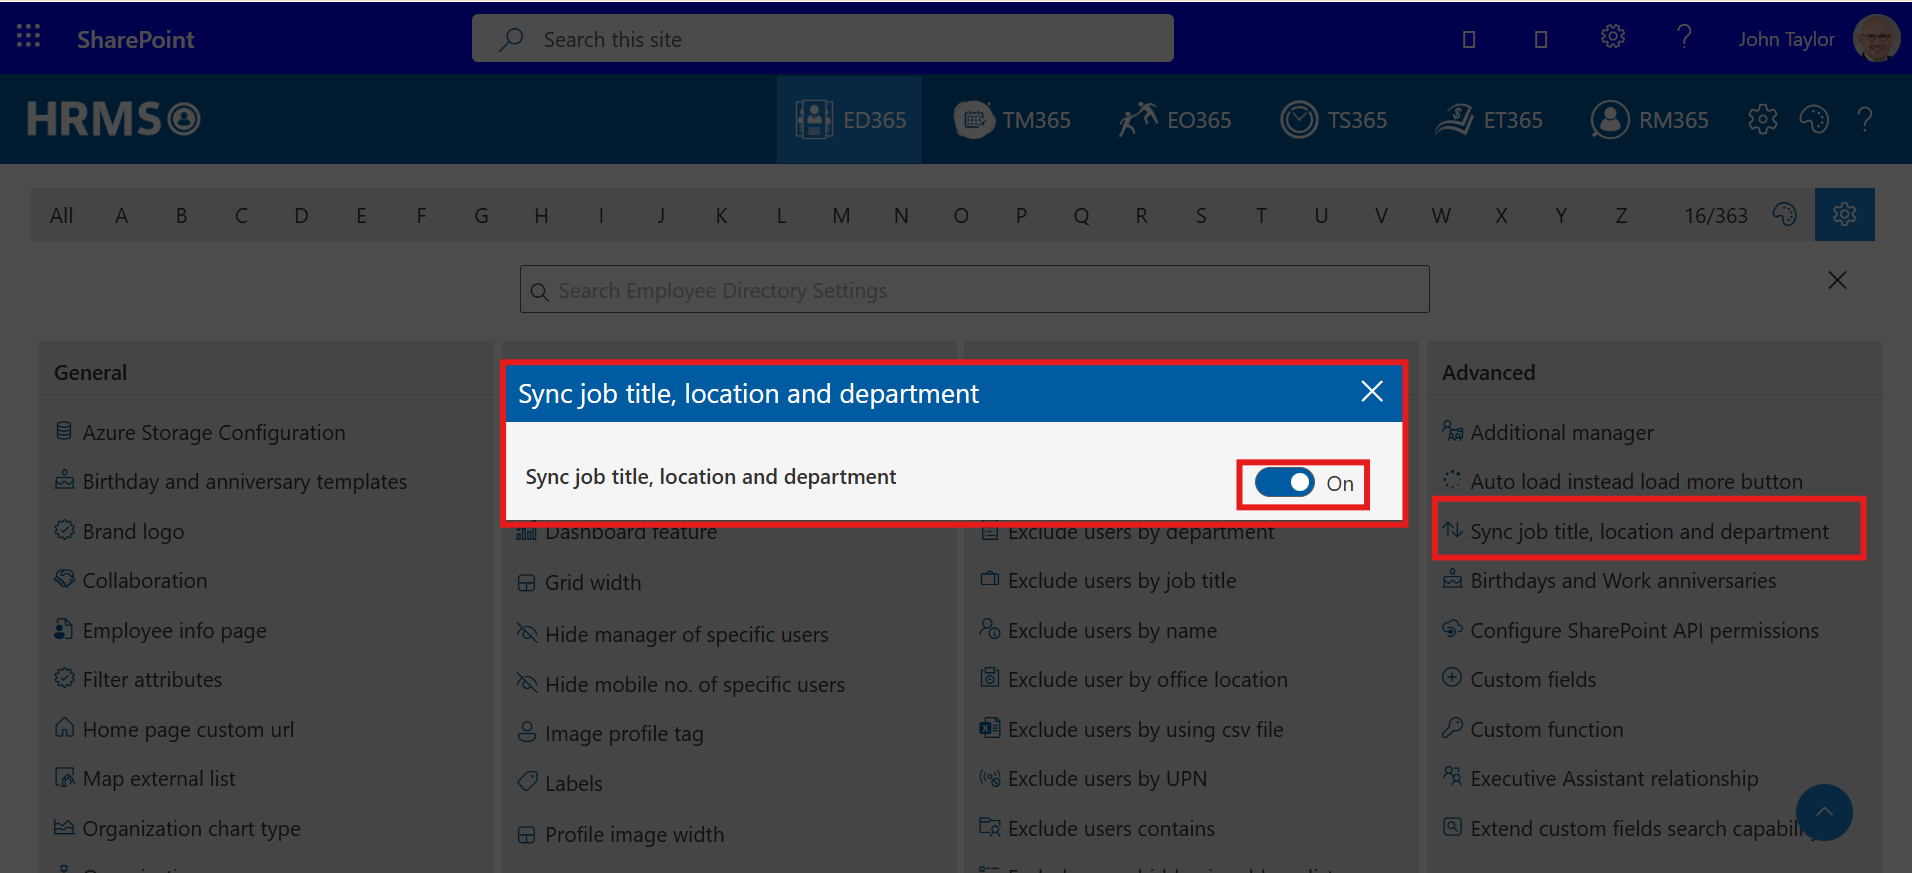 SharePoint
Search this site
John Taylor
HRMS
ED365
TM365
EO365
TS365
ET365
RM365
All A B C D E F G H I J K L M N O P Q R S T U V W X Y Z 16/363
Search Employee Directory Settings
General
Azure Storage Configuration
Birthday and anniversary templates
Brand logo
Collaboration
Employee info page
Filter attributes
Home page custom url
Map external list
Organization chart type
Sync job title, location and department
Sync job title, location and department
On
Dashboard feature
Grid width
Hide manager of specific users
Hide mobile no. of specific users
Image profile tag
Labels
Profile image width
Exclude users by department
Exclude users by job title
Exclude users by name
Exclude user by office location
Exclude users by using csv file
Exclude users by UPN
Exclude users contains
Advanced
Additional manager
Auto load instead load more button
Sync job title, location and department
Birthdays and Work anniversaries
Configure SharePoint API permissions
Custom fields
Custom function
Executive Assistant relationship
Extend custom fields search